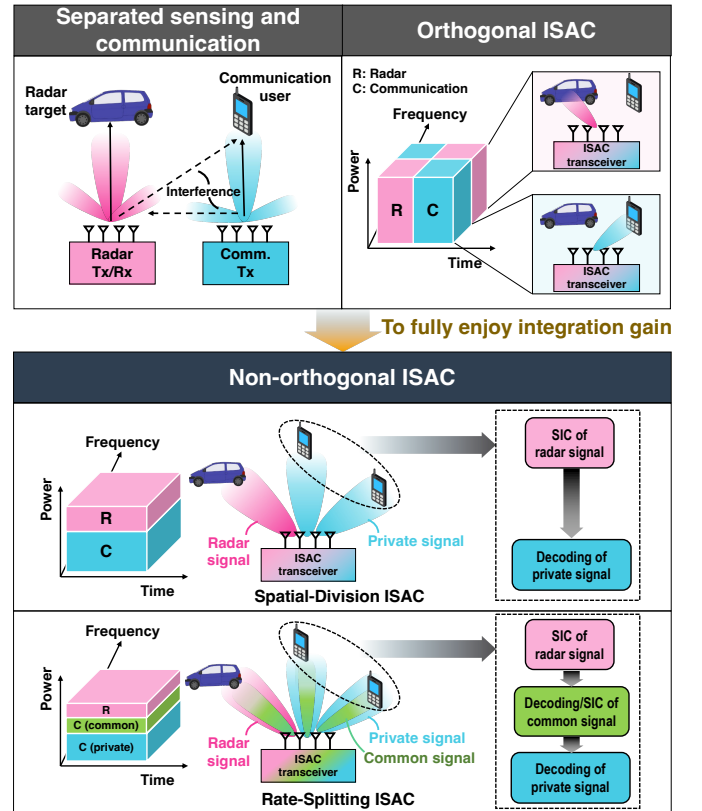 Separated sensing and
communication
Radar
target
Communication
user
Interference
Radar
Tx/Rx
Comm.
Tx
Orthogonal ISAC
R: Radar
C: Communication
Frequency
Power
R
C
Time
ISAC
transceiver
ISAC
transceiver
To fully enjoy integration gain
Non-orthogonal ISAC
Frequency
Power
R
C
Time
Radar
signal
Private signal
ISAC
transceiver
Spatial-Division ISAC
SIC of
radar signal
Decoding of
private signal
Frequency
Power
R
C (common)
C (private)
Time
Radar
signal
Private signal
Common signal
ISAC
transceiver
Rate-Splitting ISAC
SIC of
radar signal
Decoding/SIC of
common signal
Decoding of
private signal